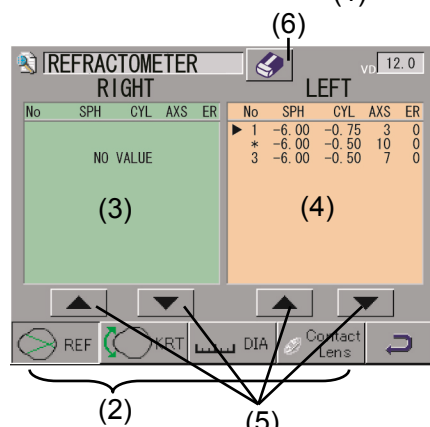 (6)
REFRACTOMETER
VD 12.0
RIGHT
LEFT
No SPH CYL AXS ER
NO VALUE
(3)
No SPH CYL AXS ER
▶ 1 -6.00 -0.75 3 0
* -6.00 -0.50 10 0
3 -6.00 -0.50 7 0
(4)
REF
KRT
DIA
Contact
Lens
(2)
(5)